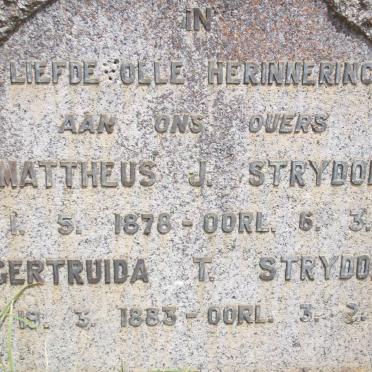 IN
LIEFDEVOLLE HERINNERING
AAN ONS OUERS
MATTHEUS J. STRYDOM
1. 5. 1878 - OORL. 6. 3.
GERTRUIDA T. STRYDOM
19. 3. 1883 - OORL. 3. 2.